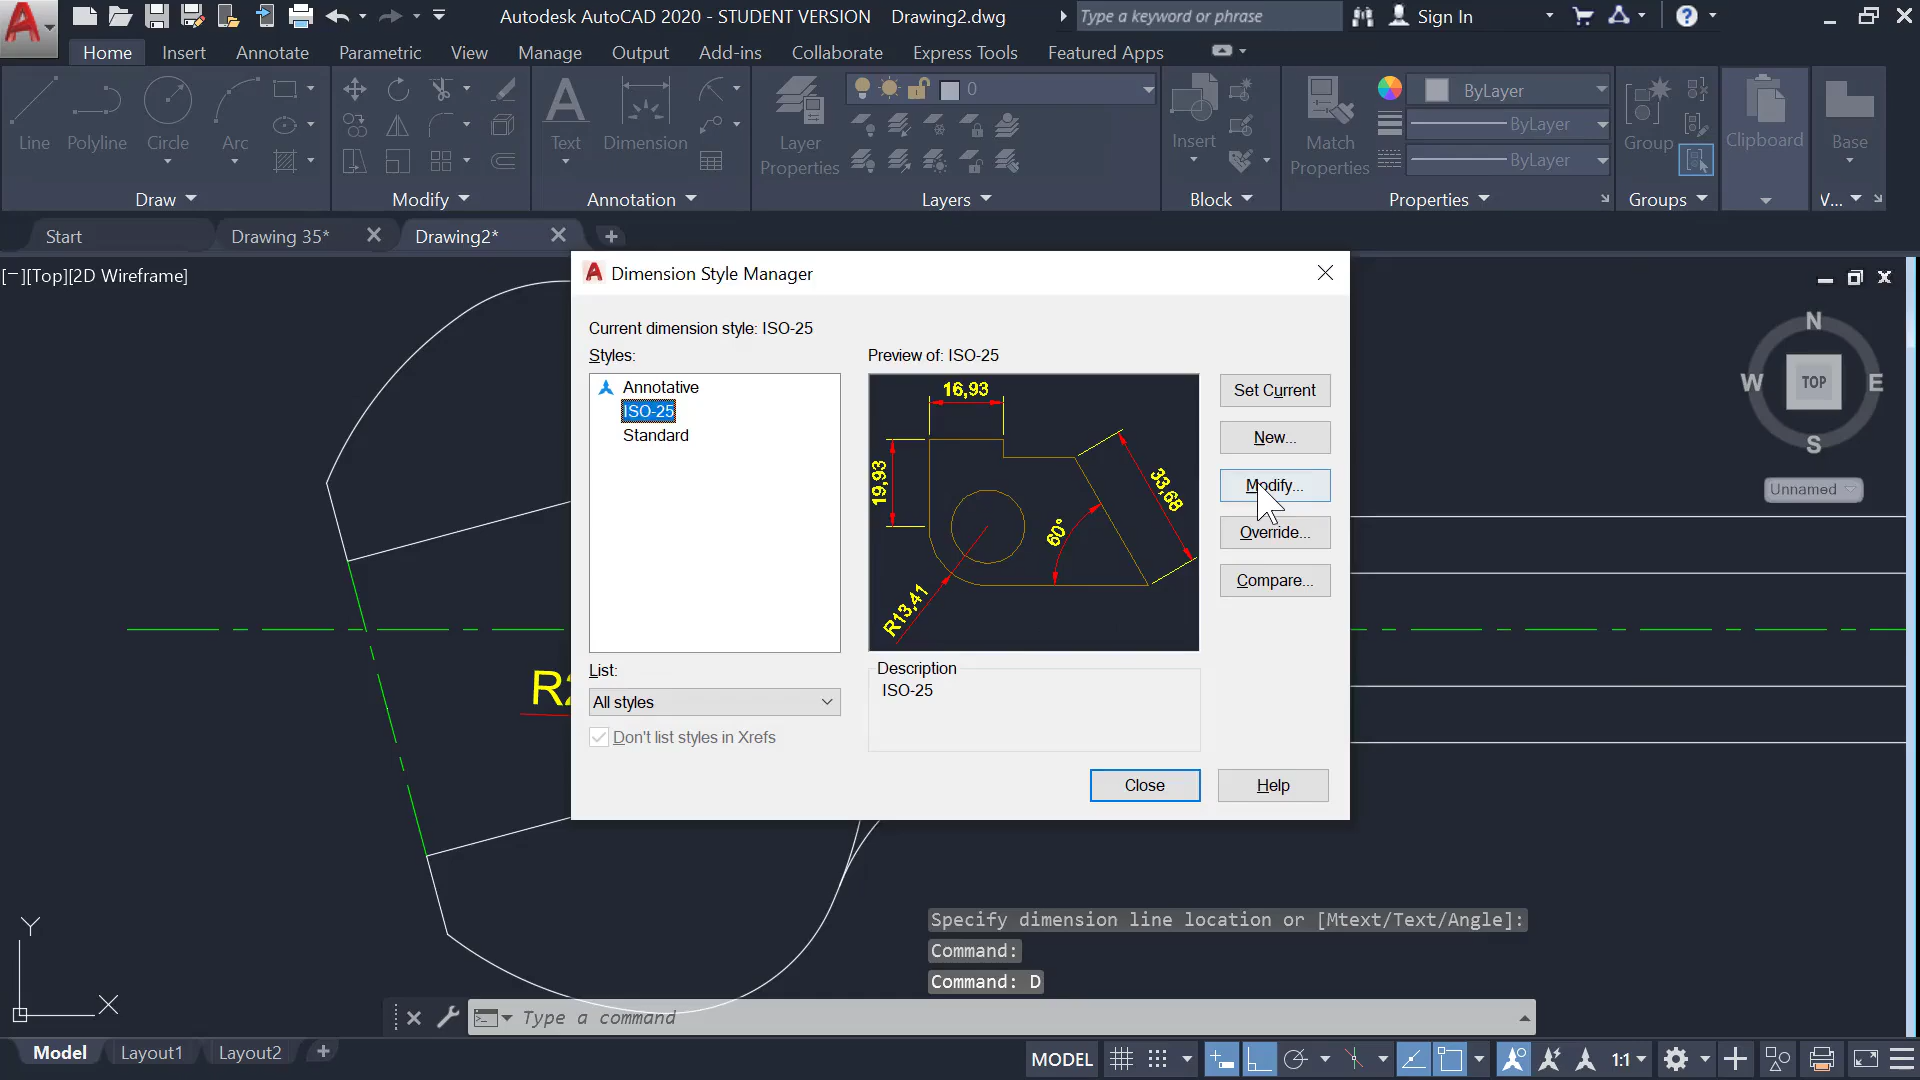 Autodesk AutoCAD 2020 - STUDENT VERSION Drawing2.dwg
Type a keyword or phrase
Sign In
Home Insert Annotate Parametric View Manage Output Add-ins Collaborate Express Tools Featured Apps
Line Polyline Circle Arc
Draw
Modify
Text Dimension
Annotation
Layer Properties
0
Layers
Insert
Block
Match Properties
ByLayer
ByLayer
ByLayer
Properties
Group
Groups
Clipboard
Base
V...
Start Drawing 35* Drawing2*
[−][Top][2D Wireframe]
Dimension Style Manager
Current dimension style: ISO-25
Styles:
Annotative
ISO-25
Standard
Preview of: ISO-25
16,93
19,93
33,68
60°
R13,41
Set Current
New...
Modify...
Override...
Compare...
List:
All styles
Don't list styles in Xrefs
Description
ISO-25
Close
Help
N
W TOP E
S
Unnamed
Y
X
Specify dimension line location or [Mtext/Text/Angle]:
Command:
Command: D
Type a command
Model Layout1 Layout2
MODEL
1:1